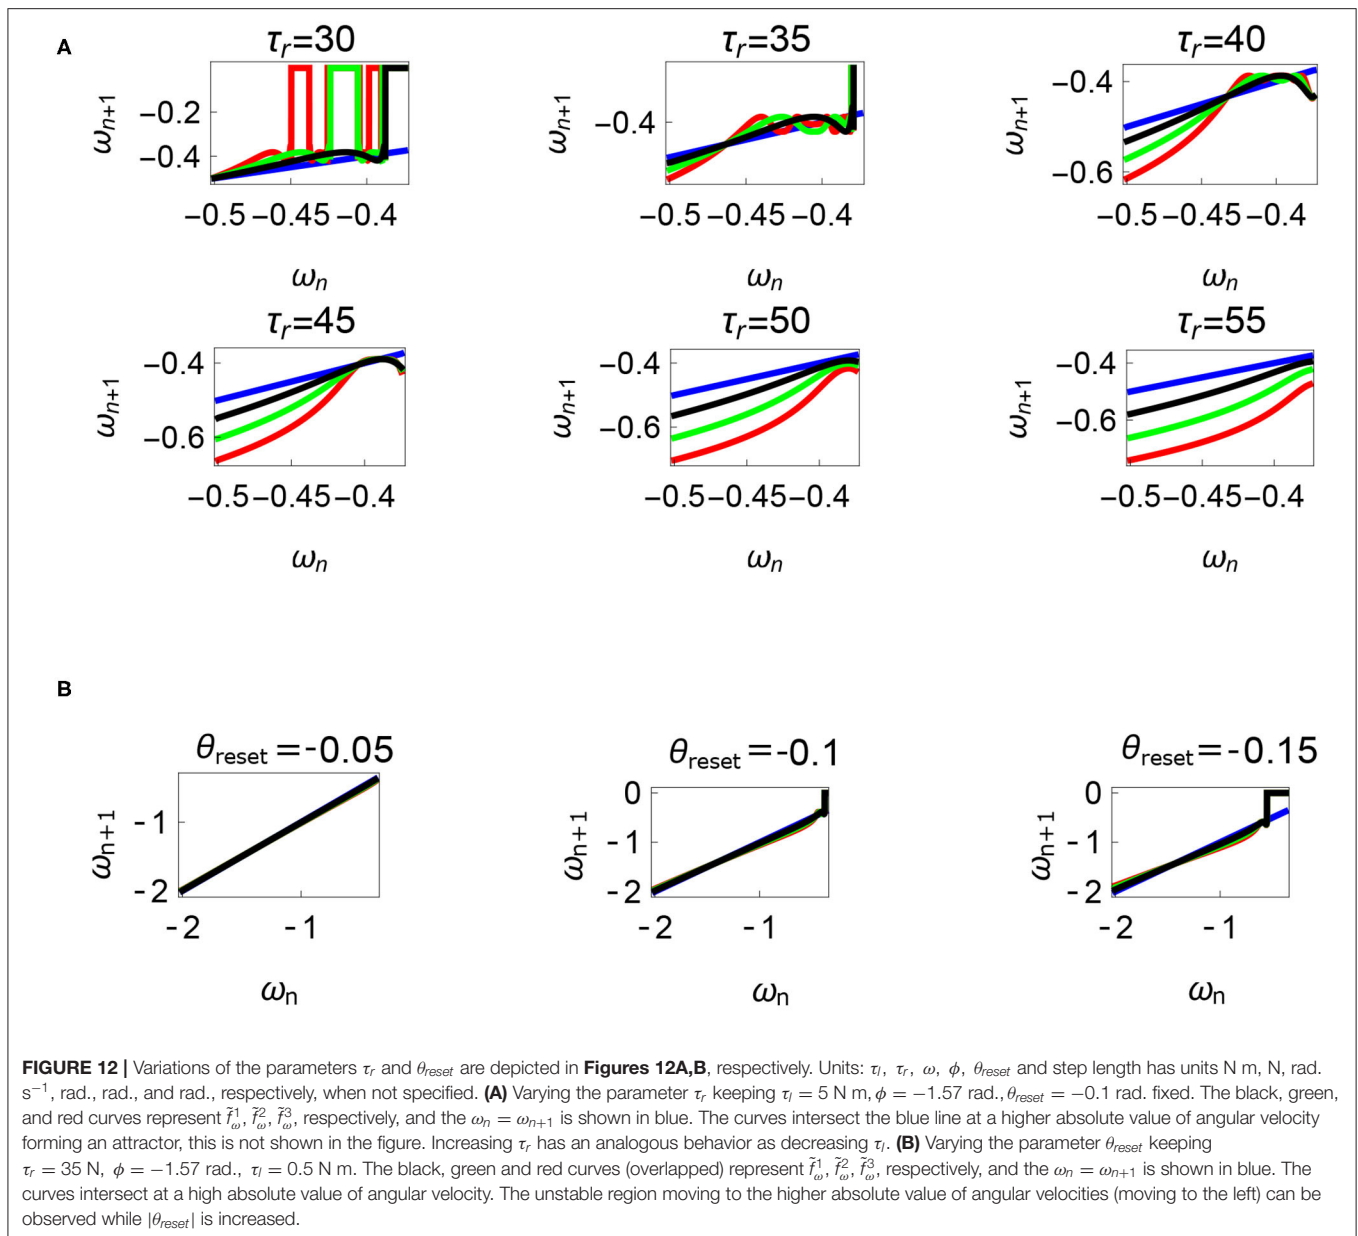 A
τr=30
τr=35
τr=40
ωn+1
−0.2
−0.4
−0.5 −0.45 −0.4
ωn
ωn+1
−0.4
−0.5 −0.45 −0.4
ωn
ωn+1
−0.4
−0.6
−0.5 −0.45 −0.4
ωn
τr=45
τr=50
τr=55
ωn+1
−0.4
−0.6
−0.5 −0.45 −0.4
ωn
ωn+1
−0.4
−0.6
−0.5 −0.45 −0.4
ωn
ωn+1
−0.4
−0.6
−0.5 −0.45 −0.4
ωn
B
θreset =-0.05
θreset =-0.1
θreset =-0.15
ωn+1
-1
-2
-2 -1
ωn
ωn+1
0
-1
-2
-2 -1
ωn
ωn+1
0
-1
-2
-2 -1
ωn
FIGURE 12 | Variations of the parameters τr and θreset are depicted in Figures 12A,B, respectively. Units: τl, τr, ω, φ, θreset and step length has units N m, N, rad.
s−1, rad., rad., and rad., respectively, when not specified. (A) Varying the parameter τr keeping τl = 5 N m, φ = −1.57 rad., θreset = −0.1 rad. fixed. The black, green,
and red curves represent f̃ω1, f̃ω2, f̃ω3, respectively, and the ωn = ωn+1 is shown in blue. The curves intersect the blue line at a higher absolute value of angular velocity
forming an attractor, this is not shown in the figure. Increasing τr has an analogous behavior as decreasing τl. (B) Varying the parameter θreset keeping
τr = 35 N, φ = −1.57 rad., τl = 0.5 N m. The black, green and red curves (overlapped) represent f̃ω1, f̃ω2, f̃ω3, respectively, and the ωn = ωn+1 is shown in blue. The
curves intersect at a high absolute value of angular velocity. The unstable region moving to the higher absolute value of angular velocities (moving to the left) can be
observed while |θreset| is increased.